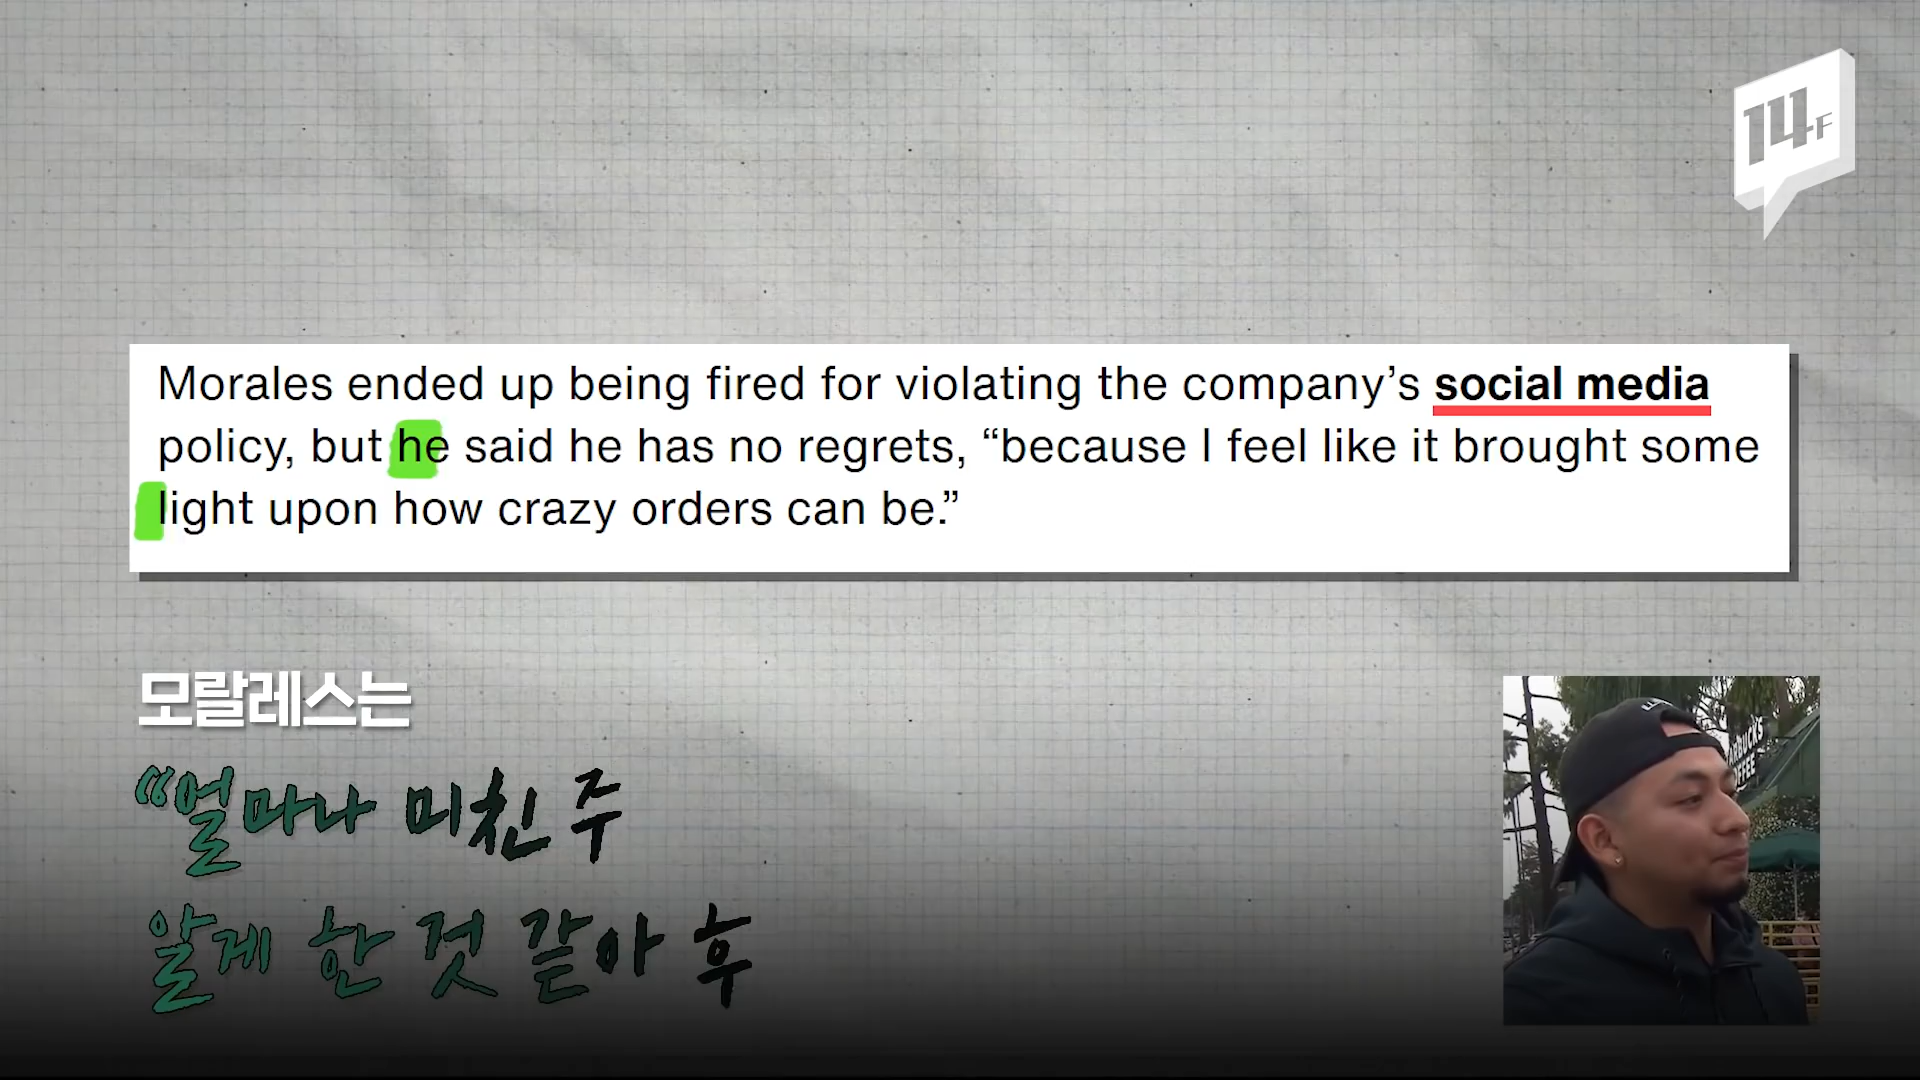 14F
Morales ended up being fired for violating the company’s social media
policy, but he said he has no regrets, “because I feel like it brought some
light upon how crazy orders can be.”
모랄레스는
“얼마나 미친 주
알게 한 것 같아 후
COFFEE